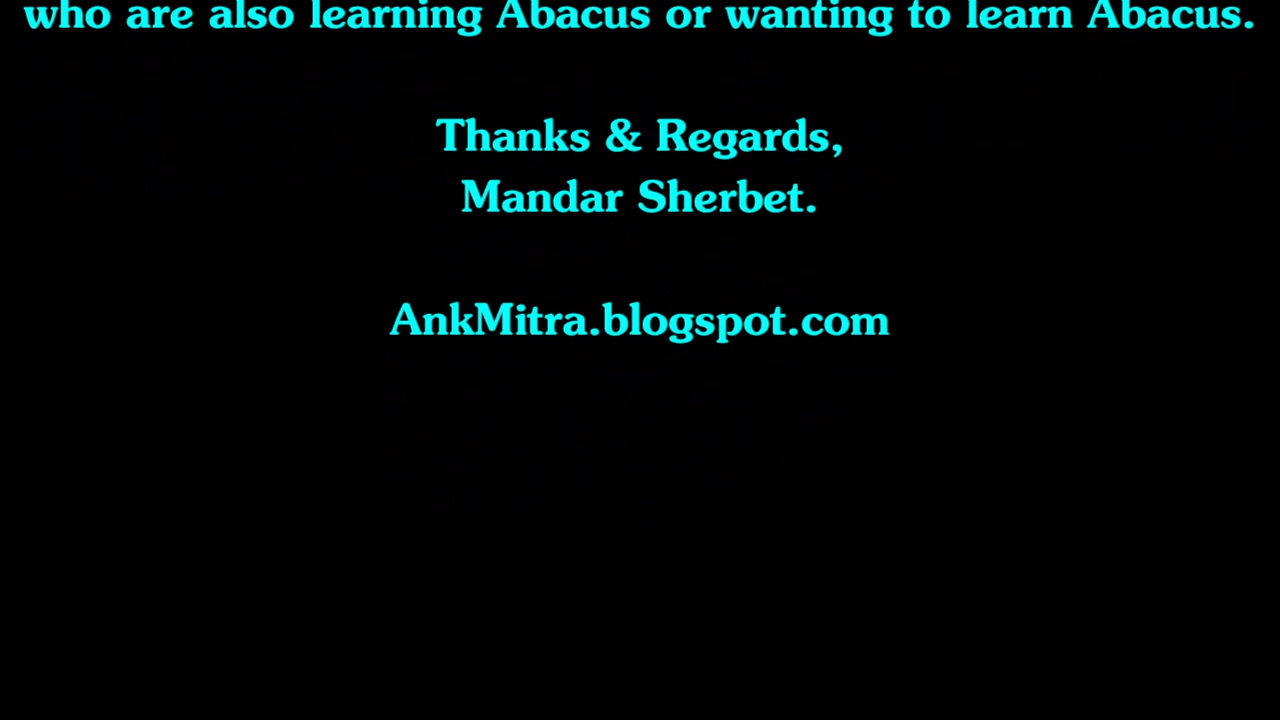 who are also learning Abacus or wanting to learn Abacus.
Thanks & Regards,
Mandar Sherbet.
AnkMitra.blogspot.com